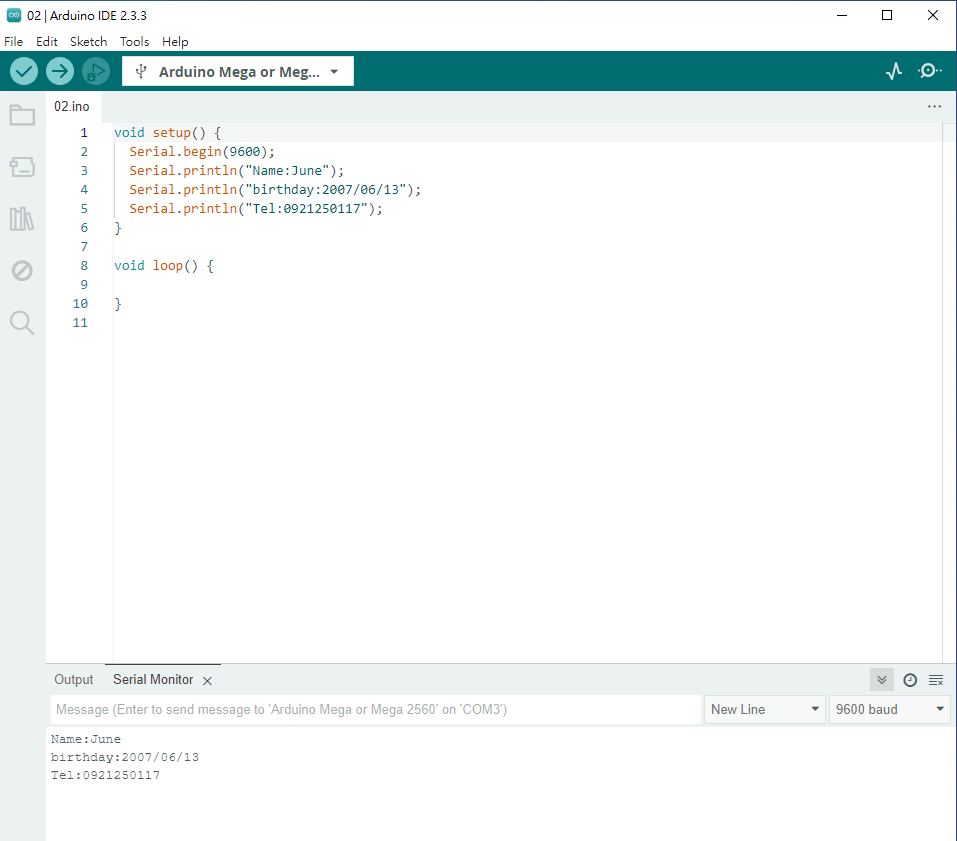 02 | Arduino IDE 2.3.3
File Edit Sketch Tools Help
Arduino Mega or Meg...
02.ino
1 void setup() {
2 Serial.begin(9600);
3 Serial.println("Name:June");
4 Serial.println("birthday:2007/06/13");
5 Serial.println("Tel:0921250117");
6 }
7
8 void loop() {
9
10 }
11
Output Serial Monitor
Message (Enter to send message to 'Arduino Mega or Mega 2560' on 'COM3') New Line 9600 baud
Name:June
birthday:2007/06/13
Tel:0921250117